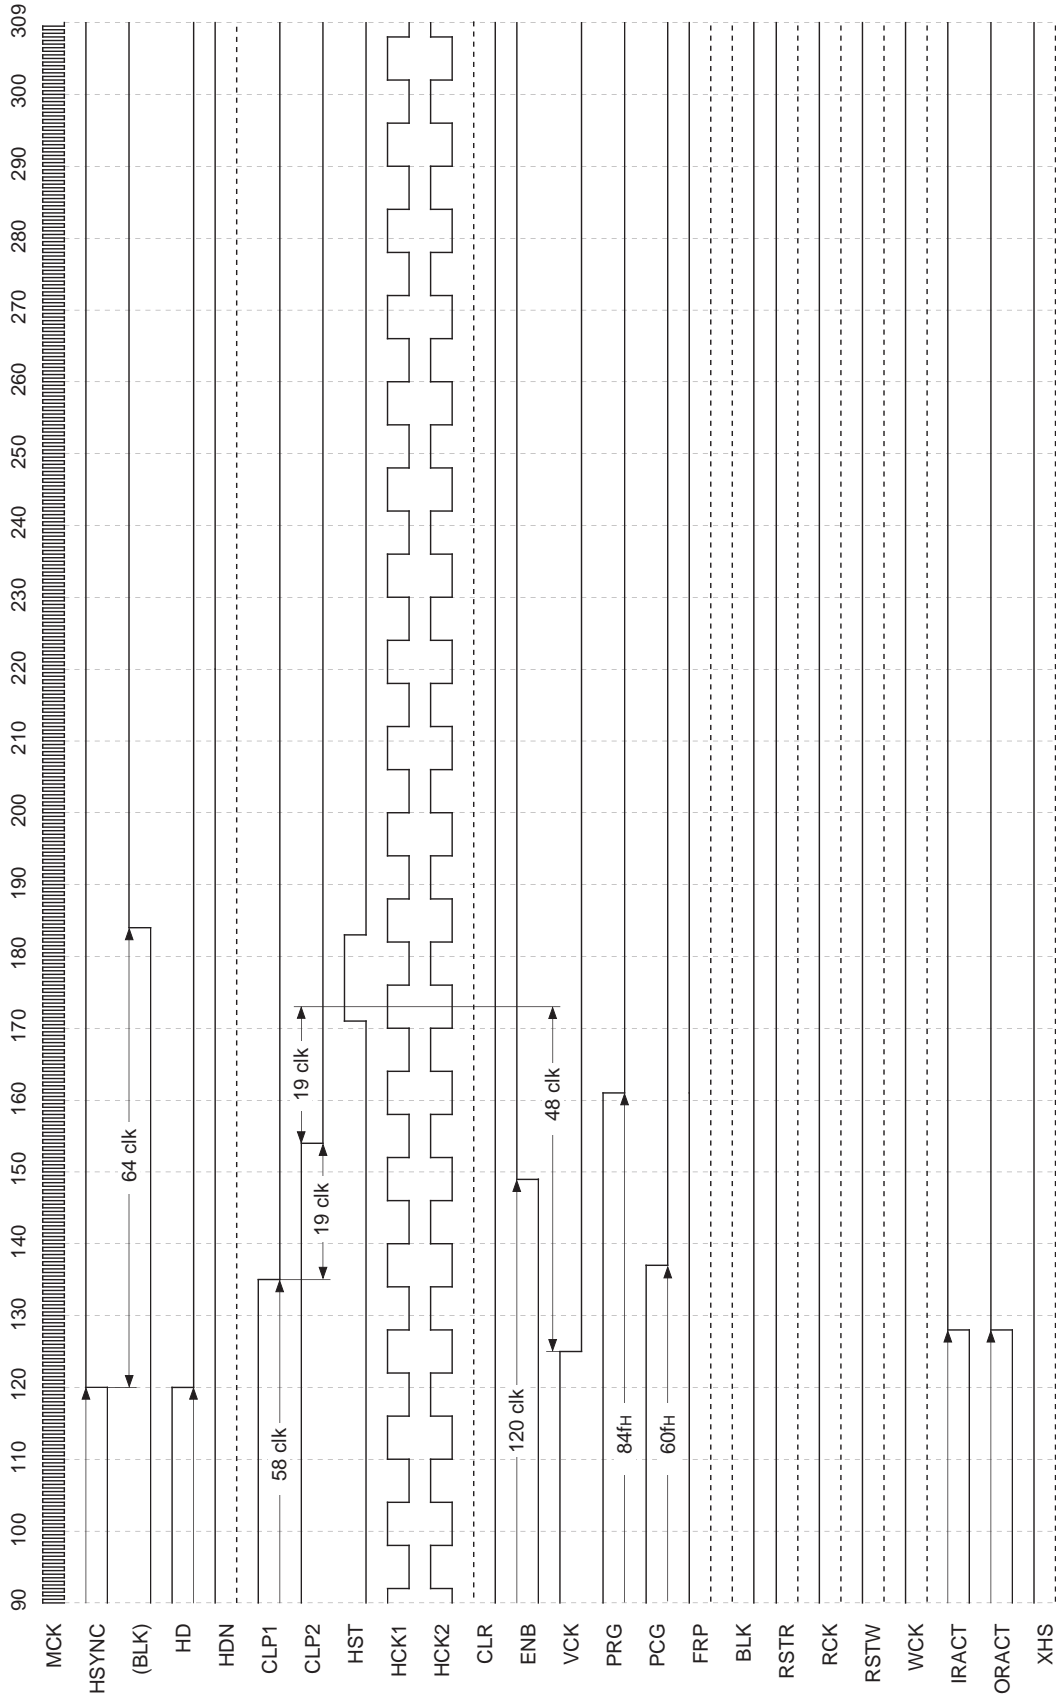 90 100 110 120 130 140 150 160 170 180 190 200 210 220 230 240 250 260 270 280 290 300 309
MCK
HSYNC
(BLK) 64 clk
HD
HDN
CLP1 58 clk
CLP2 19 clk 19 clk
HST
HCK1
HCK2
CLR
ENB 120 clk
VCK 48 clk
PRG 84fH
PCG 60fH
FRP
BLK
RSTR
RCK
RSTW
WCK
IRACT
ORACT
XHS